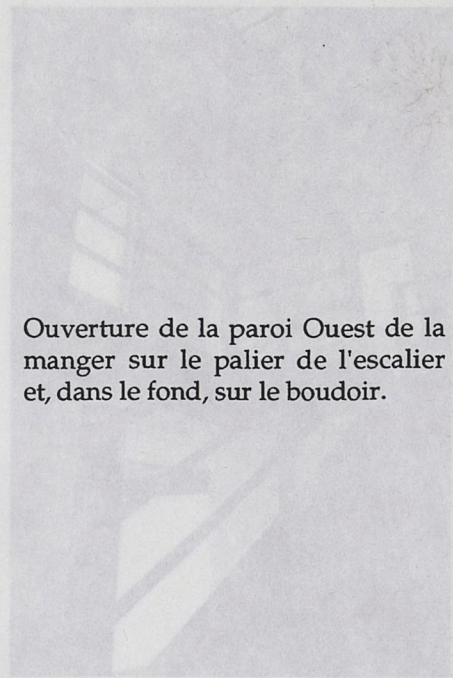 Ouverture de la paroi Ouest de la
manger sur le palier de l'escalier
et, dans le fond, sur le boudoir.